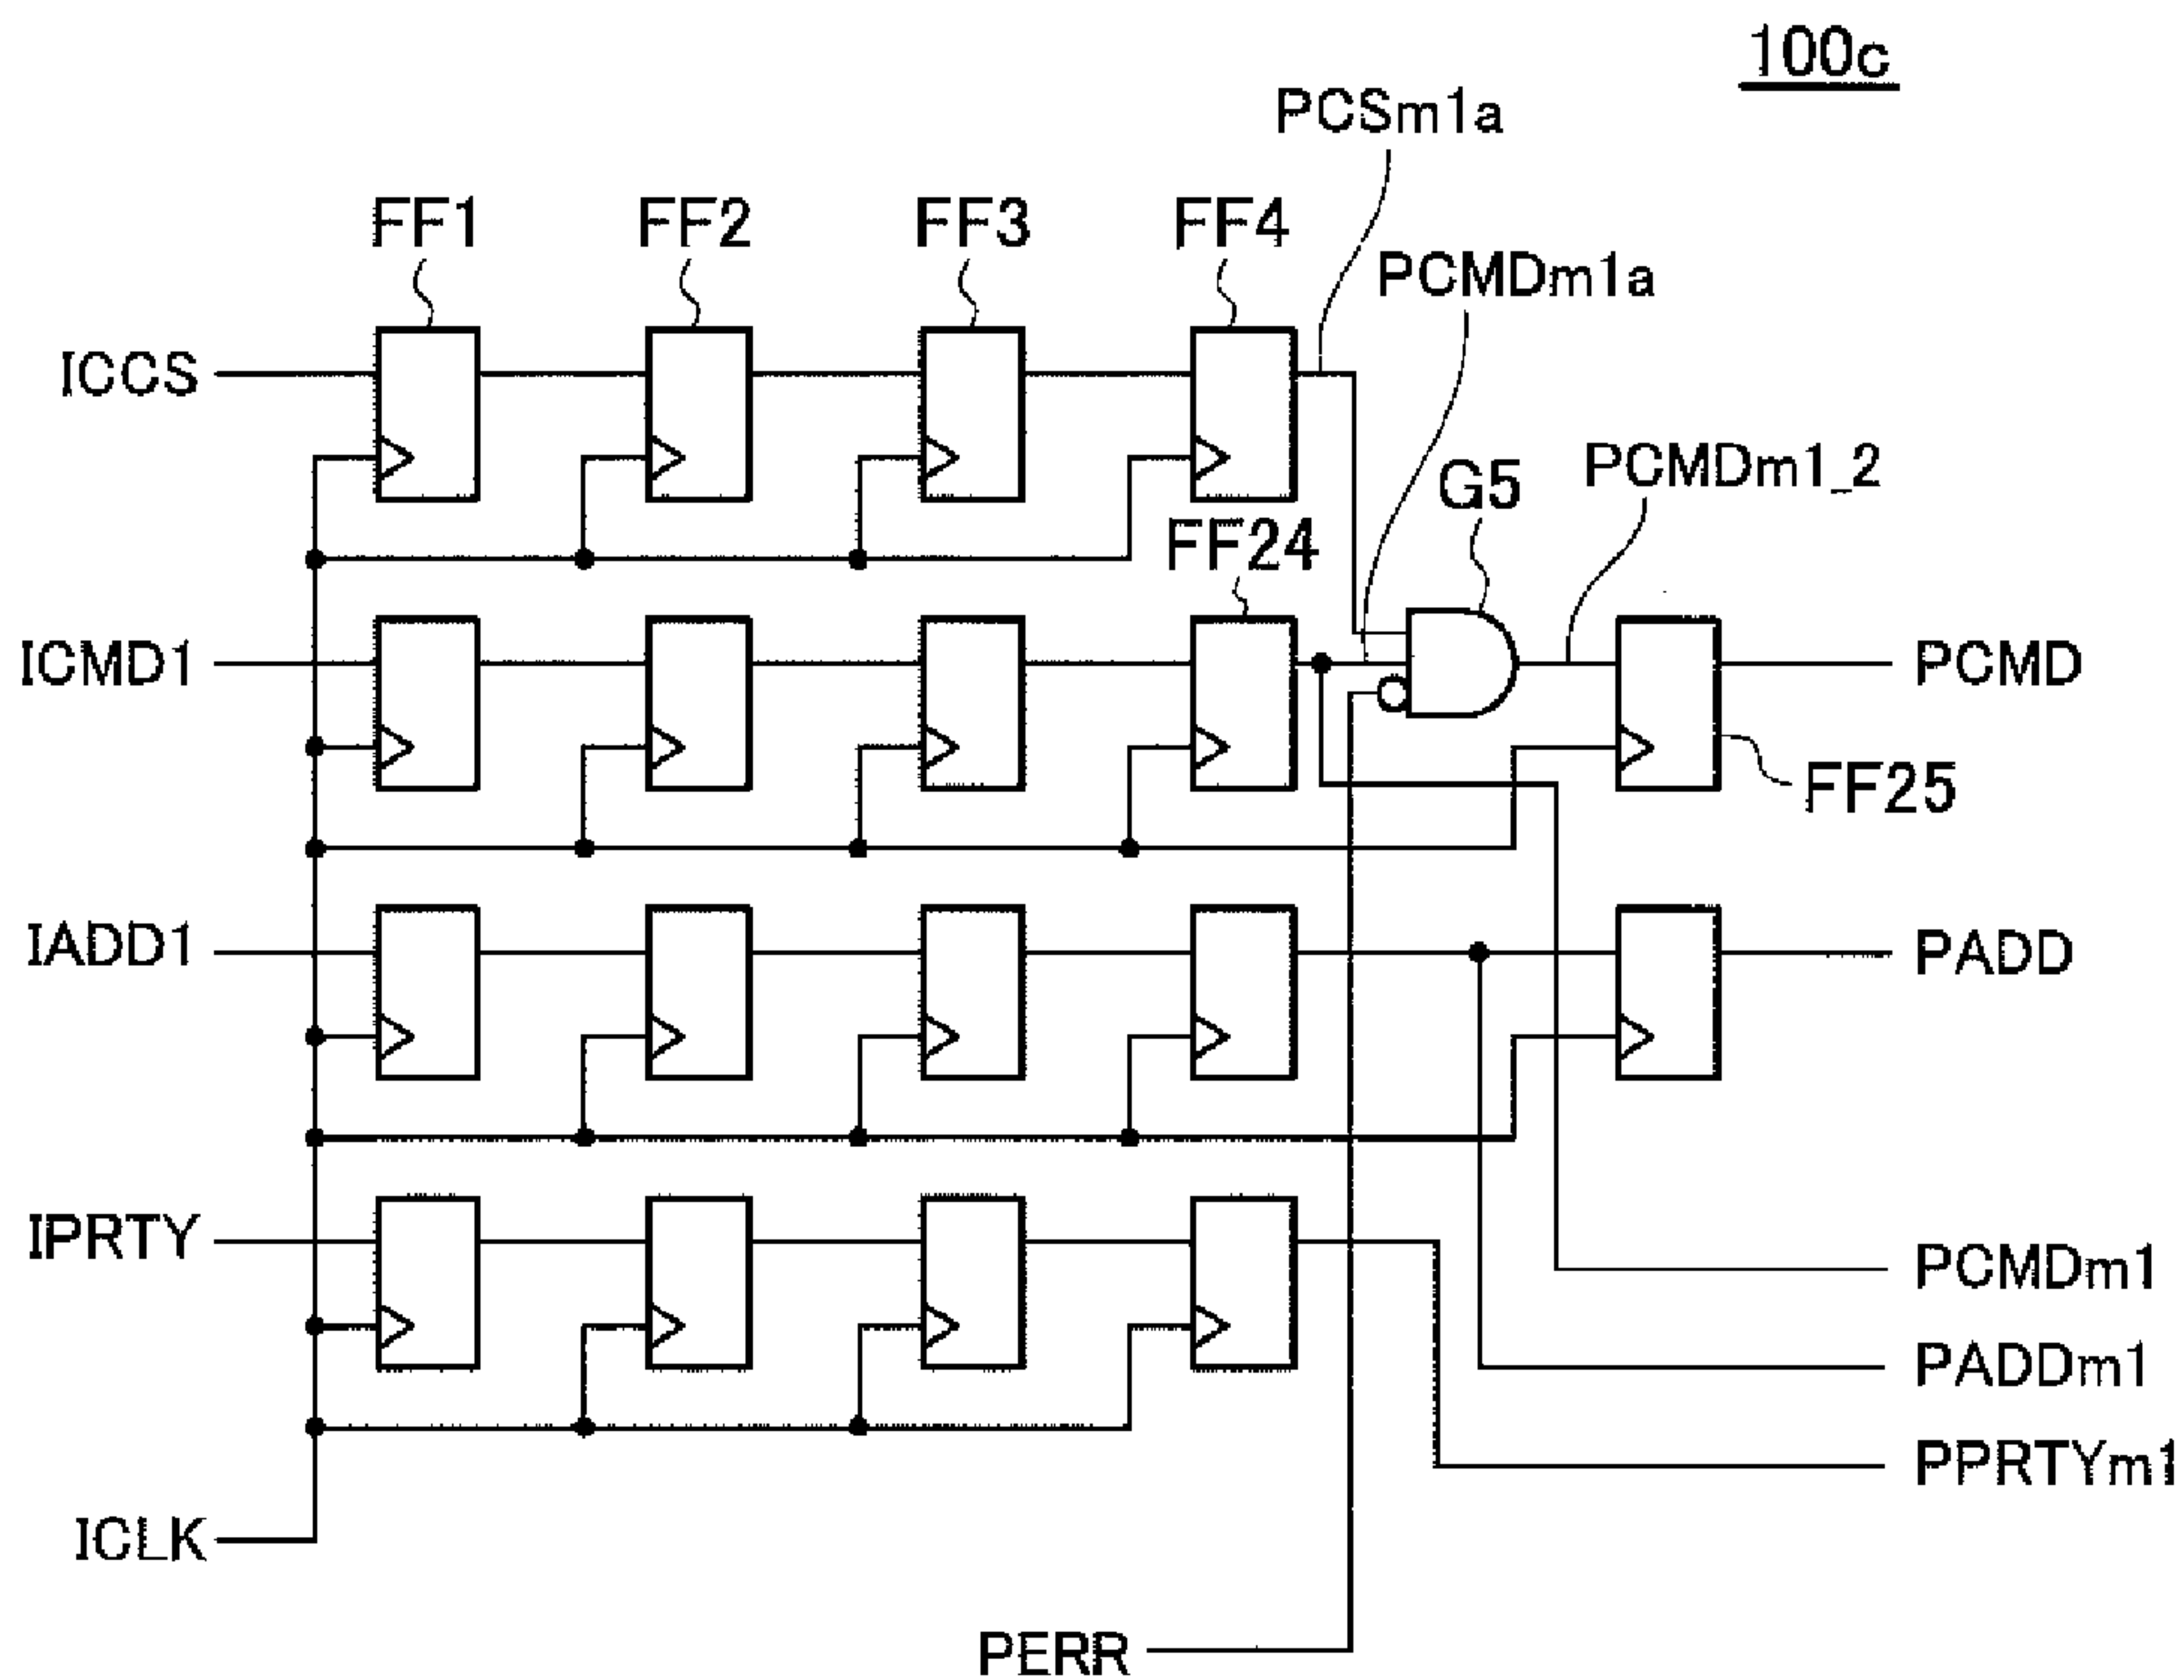 100c
PCSm1a
FF1
FF2
FF3
FF4
PCMDm1a
ICCS
G5
PCMDm1_2
FF24
ICMD1
PCMD
FF25
IADD1
PADD
IPRTY
PCMDm1
PADDm1
PPRTYm1
ICLK
PERR